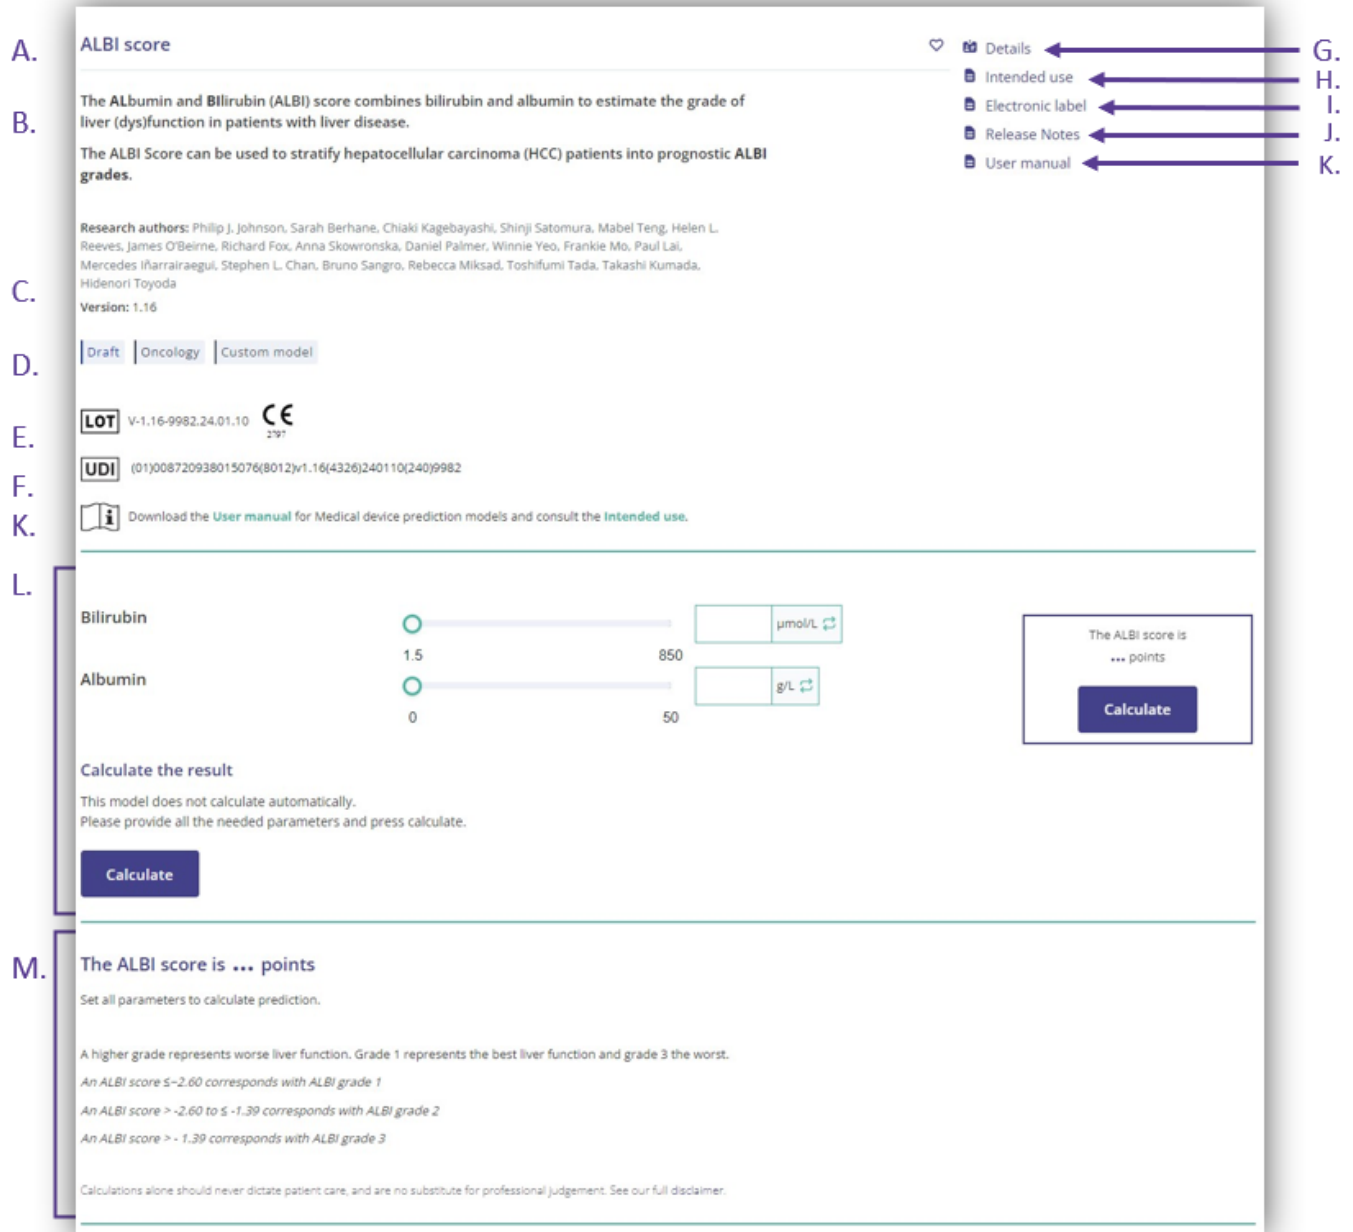 A.
ALBI score
Details
G.
Intended use
H.
Electronic label
I.
Release Notes
J.
User manual
K.
B.
The ALbumin and BIlirubin (ALBI) score combines bilirubin and albumin to estimate the grade of
liver (dys)function in patients with liver disease.
The ALBI Score can be used to stratify hepatocellular carcinoma (HCC) patients into prognostic ALBI
grades.
Research authors: Philip J. Johnson, Sarah Berhane, Chiaki Kagebayashi, Shinji Satomura, Mabel Teng, Helen L.
Reeves, James O'Beirne, Richard Fox, Anna Skowronska, Daniel Palmer, Winnie Yeo, Frankie Mo, Paul Lai,
Mercedes Iñarrairaegui, Stephen L. Chan, Bruno Sangro, Rebecca Miksad, Toshifumi Tada, Takashi Kumada,
Hidenori Toyoda
C.
Version: 1.16
D.
Draft Oncology Custom model
LOT V-1.16-9982.24.01.10 CE
2797
E.
UDI (01)008720938015076(8012)v1.16(4326)240110(240)9982
F.
K.
i Download the User manual for Medical device prediction models and consult the Intended use.
L.
Bilirubin
µmol/L
1.5 850
Albumin
g/L
0 50
The ALBI score is
... points
Calculate
Calculate the result
This model does not calculate automatically.
Please provide all the needed parameters and press calculate.
Calculate
M.
The ALBI score is ... points
Set all parameters to calculate prediction.
A higher grade represents worse liver function. Grade 1 represents the best liver function and grade 3 the worst.
An ALBI score ≤−2.60 corresponds with ALBI grade 1
An ALBI score > -2.60 to ≤ -1.39 corresponds with ALBI grade 2
An ALBI score > - 1.39 corresponds with ALBI grade 3
Calculations alone should never dictate patient care, and are no substitute for professional judgement. See our full disclaimer.